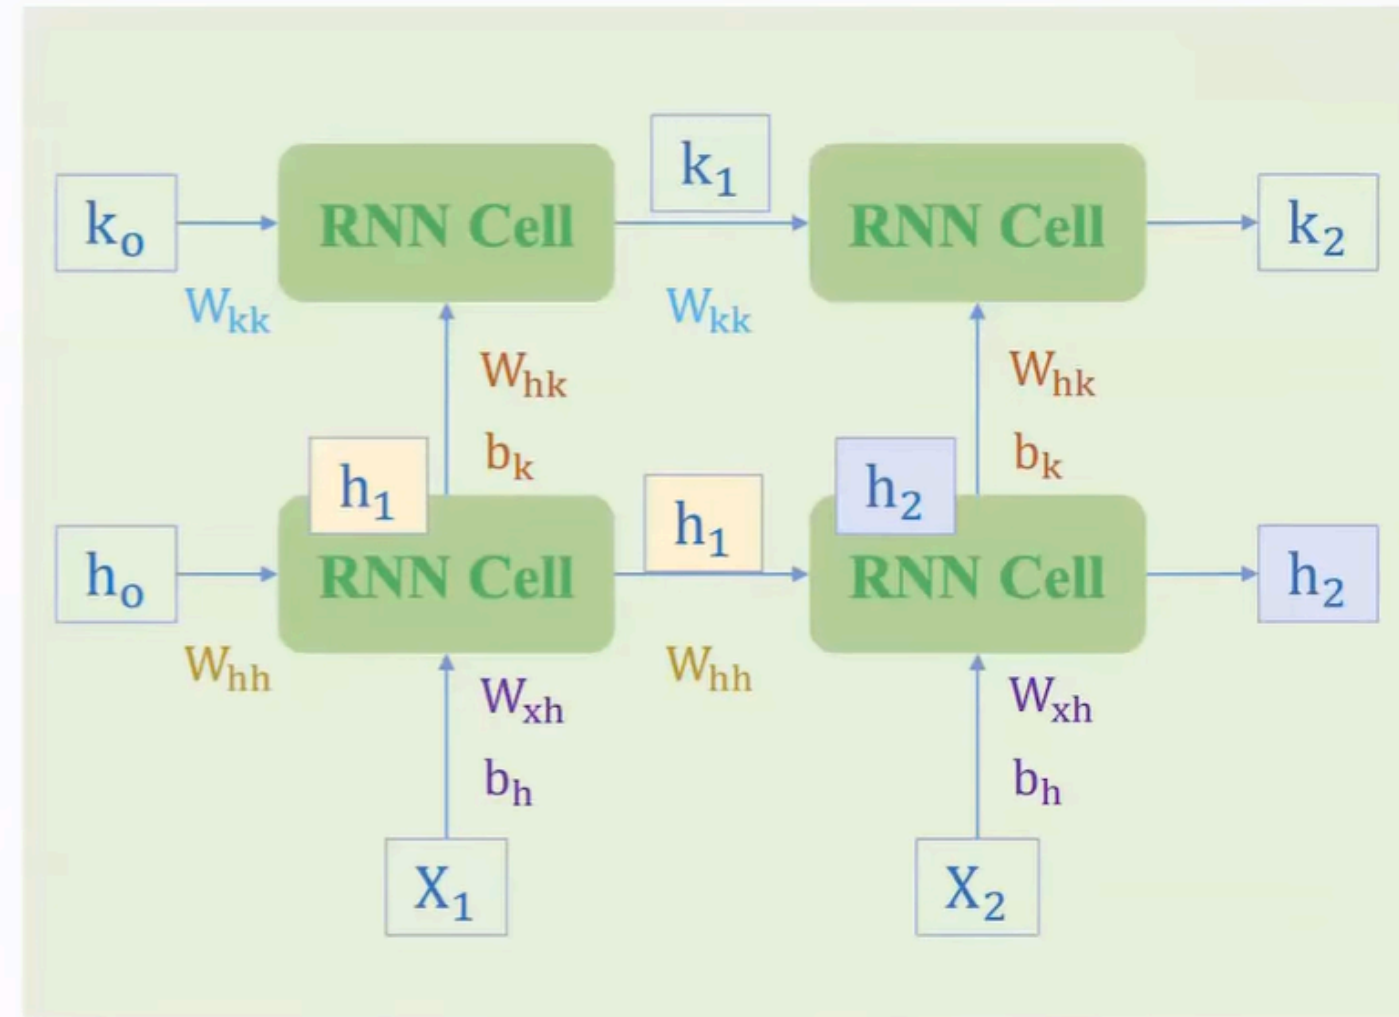 k₁
k₀ RNN Cell RNN Cell k₂
Wₖₖ Wₖₖ
Wₕₖ Wₕₖ
bₖ bₖ
h₁ h₁ h₂
h₀ RNN Cell RNN Cell h₂
Wₕₕ Wₕₕ
Wₓₕ Wₓₕ
bₕ bₕ
X₁ X₂